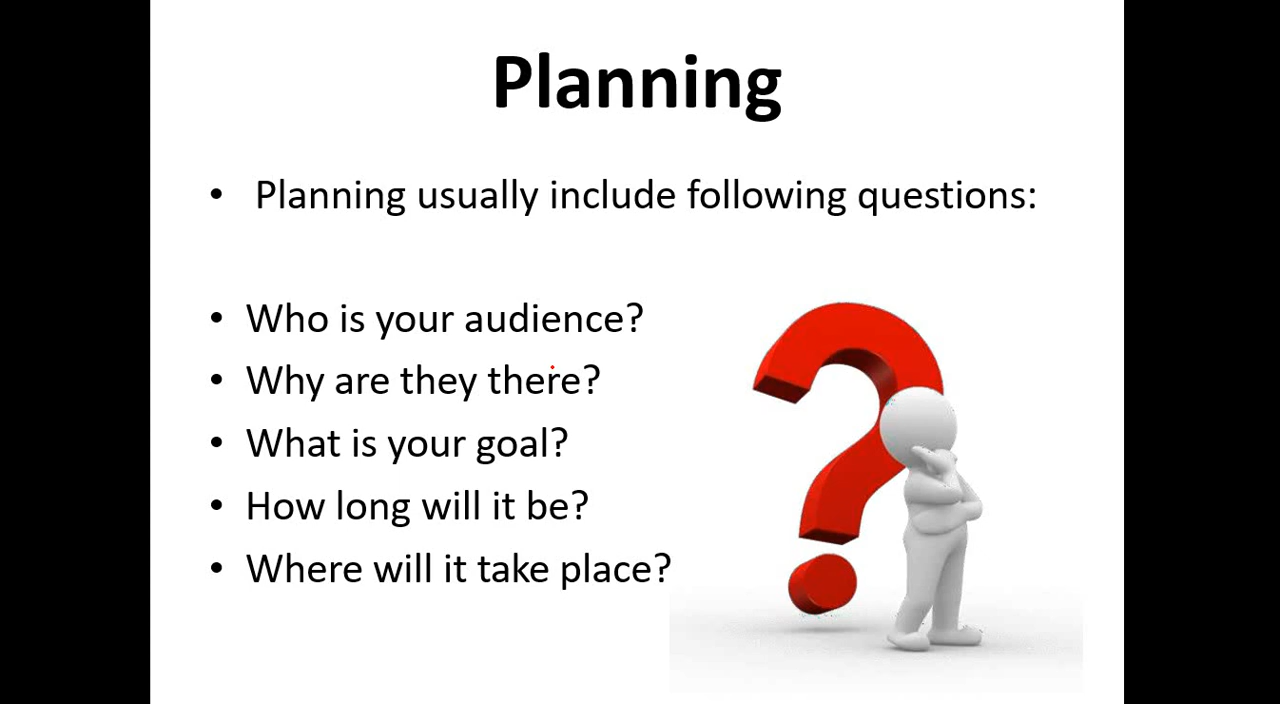 Planning
• Planning usually include following questions:
• Who is your audience?
• Why are they there?
• What is your goal?
• How long will it be?
• Where will it take place?